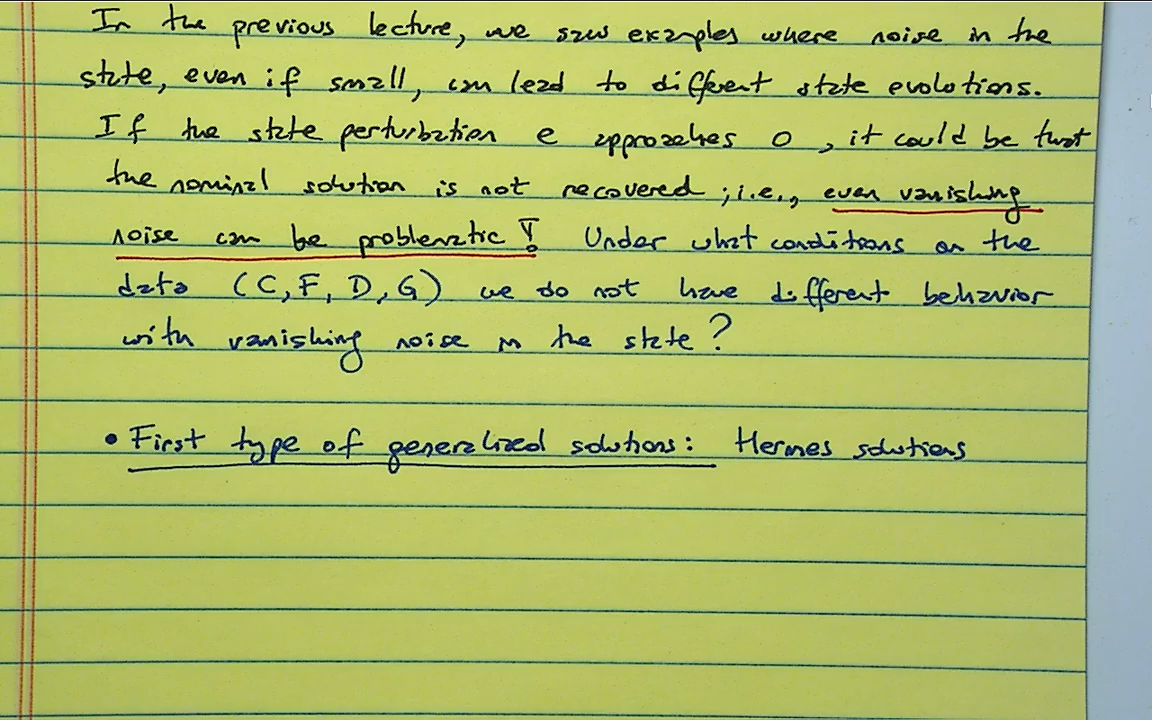 In the previous lecture, we saw examples where noise in the
state, even if small, can lead to different state evolutions.
If the state perturbation e approaches 0, it could be that
the nominal solution is not recovered; i.e., even vanishing
noise can be problematic! Under what conditions on the
data (C, F, D, G) we do not have different behavior
with vanishing noise in the state?
• First type of generalized solutions: Hermes solutions